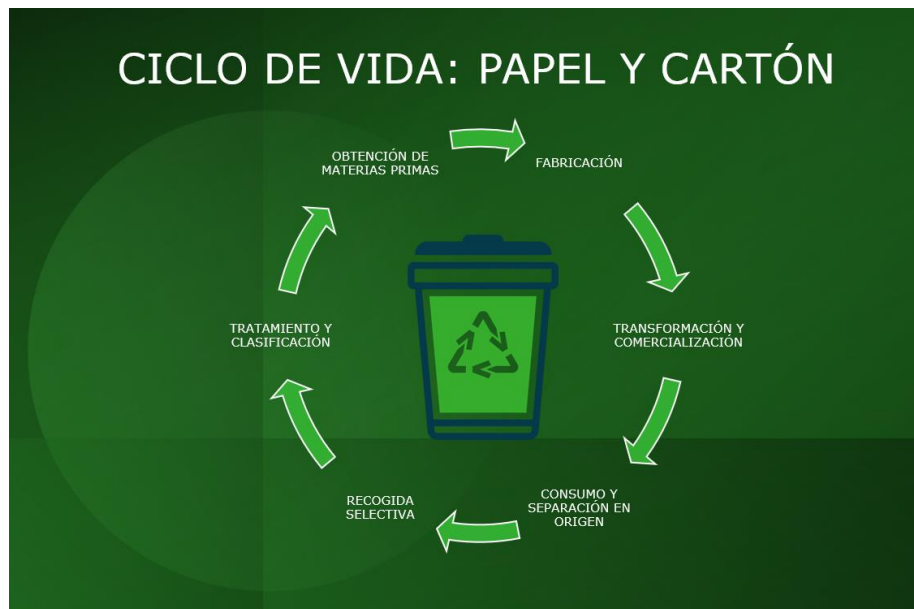 CICLO DE VIDA: PAPEL Y CARTÓN
OBTENCIÓN DE
MATERIAS PRIMAS
FABRICACIÓN
TRANSFORMACIÓN Y
COMERCIALIZACIÓN
CONSUMO Y
SEPARACIÓN EN
ORIGEN
RECOGIDA
SELECTIVA
TRATAMIENTO Y
CLASIFICACIÓN